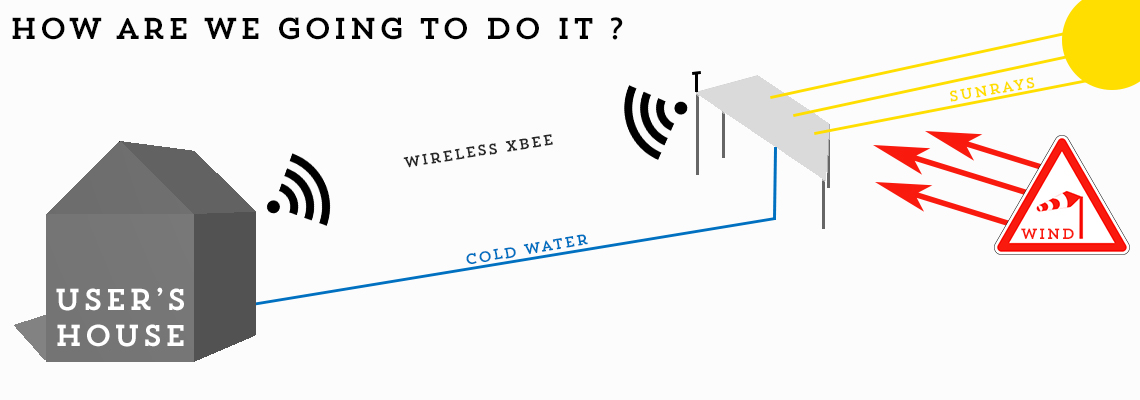 HOW ARE WE GOING TO DO IT ?
SUNRAYS
WIRELESS XBEE
WIND
COLD WATER
USER'S
HOUSE